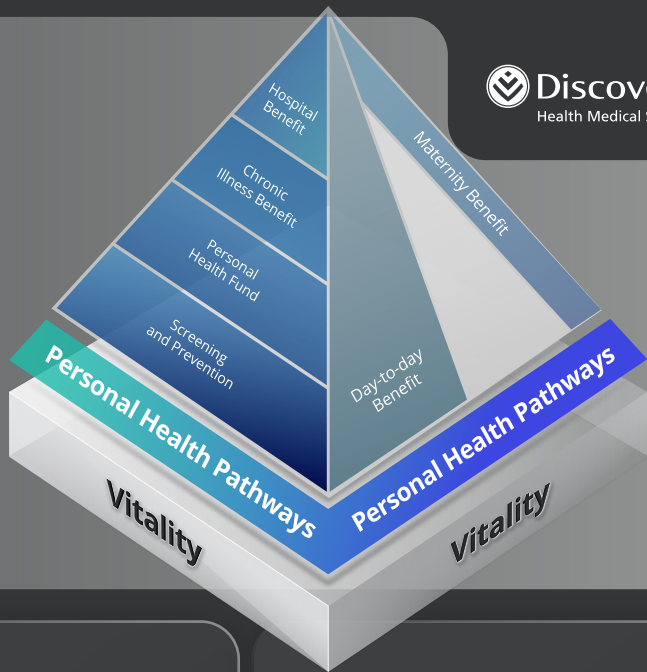 Discov
Health Medical S
Hospital
Benefit
Chronic
Illness Benefit
Personal
Health Fund
Screening
and Prevention
Maternity Benefit
Day-to-day
Benefit
Personal Health Pathways
Personal Health Pathways
Vitality
Vitality